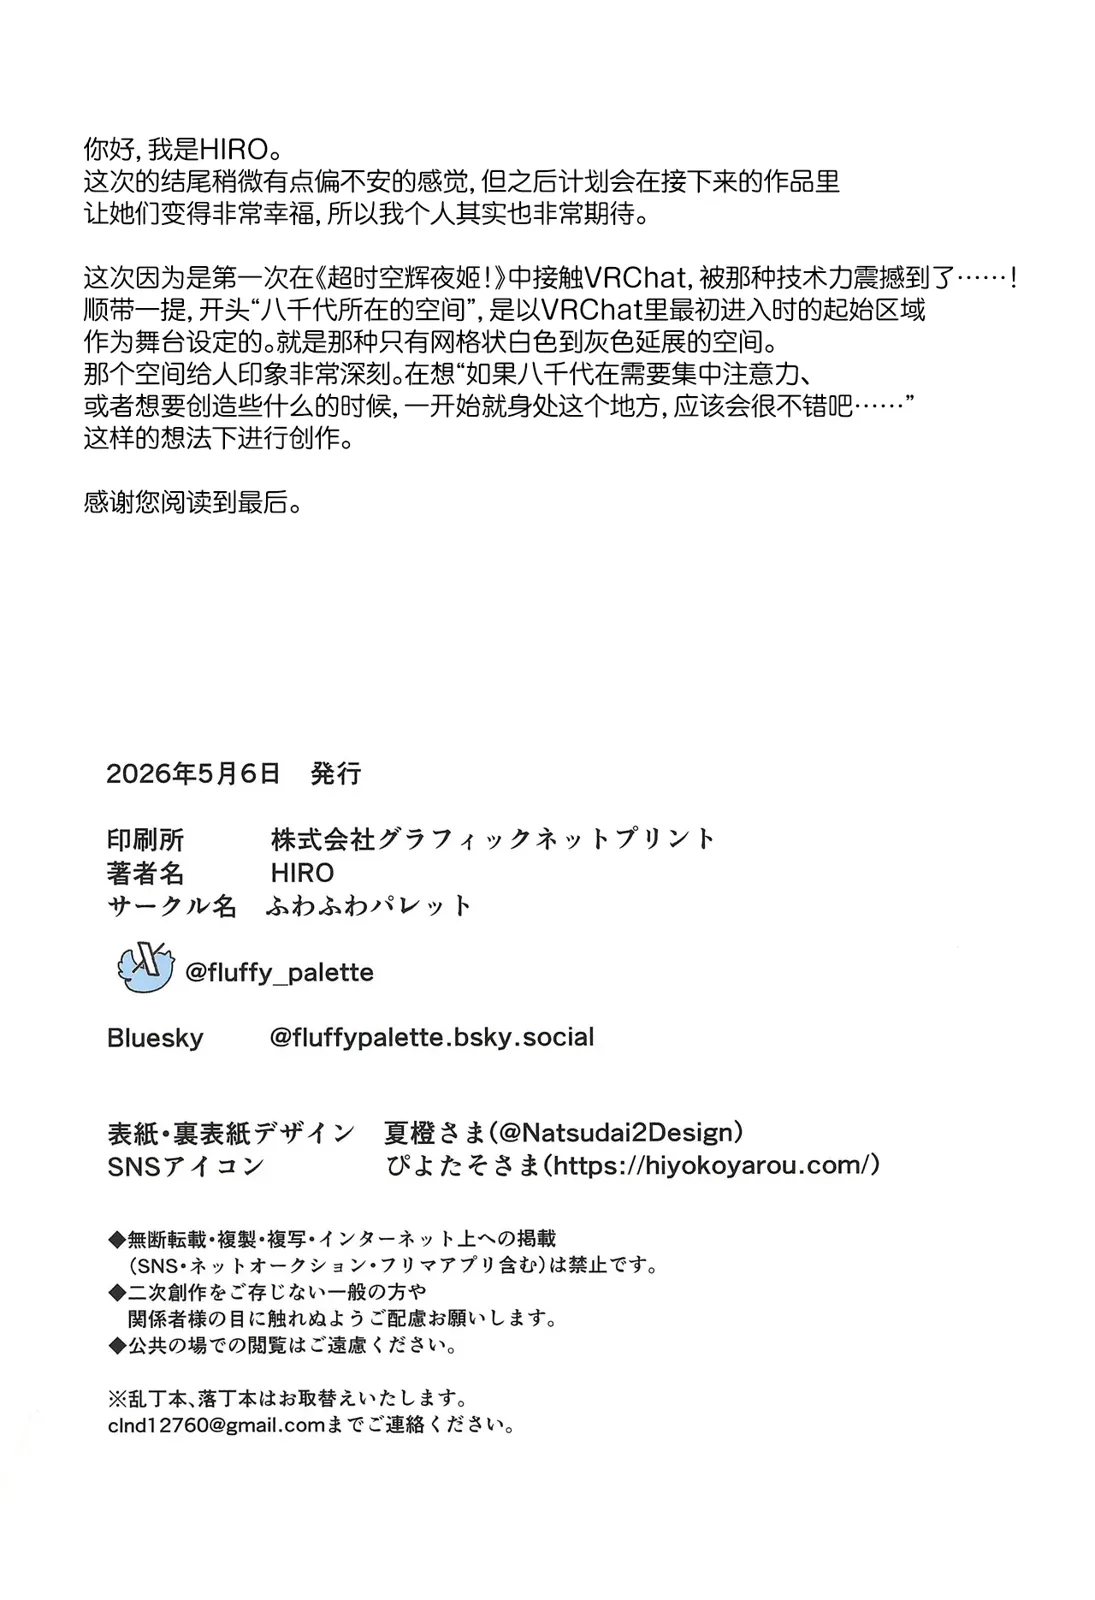 你好，我是HIRO。
这次的结尾稍微有点偏不安的感觉，但之后计划会在接下来的作品里
让她们变得非常幸福，所以我个人其实也非常期待。
这次因为是第一次在《超时空辉夜姬！》中接触VRChat，被那种技术力震撼到了……！
顺带一提，开头“八千代所在的空间”，是以VRChat里最初进入时的起始区域
作为舞台设定的。就是那种只有网格状白色到灰色延展的空间。
那个空间给人印象非常深刻。在想“如果八千代在需要集中注意力、
或者想要创造些什么的时候，一开始就身处这个地方，应该会很不错吧……”
这样的想法下进行创作。
感谢您阅读到最后。
2026年5月6日　発行
印刷所　株式会社グラフィックネットプリント
著者名　HIRO
サークル名　ふわふわパレット
@fluffy_palette
Bluesky　@fluffypalette.bsky.social
表紙・裏表紙デザイン　夏橙さま(@Natsudai2Design)
SNSアイコン　ぴよたそさま(https://hiyokoyarou.com/)
◆無断転載・複製・複写・インターネット上への掲載
(SNS・ネットオークション・フリマアプリ含む)は禁止です。
◆二次創作をご存じない一般の方や
関係者様の目に触れぬようご配慮お願いします。
◆公共の場での閲覧はご遠慮ください。
※乱丁本、落丁本はお取替えいたします。
clnd12760@gmail.comまでご連絡ください。